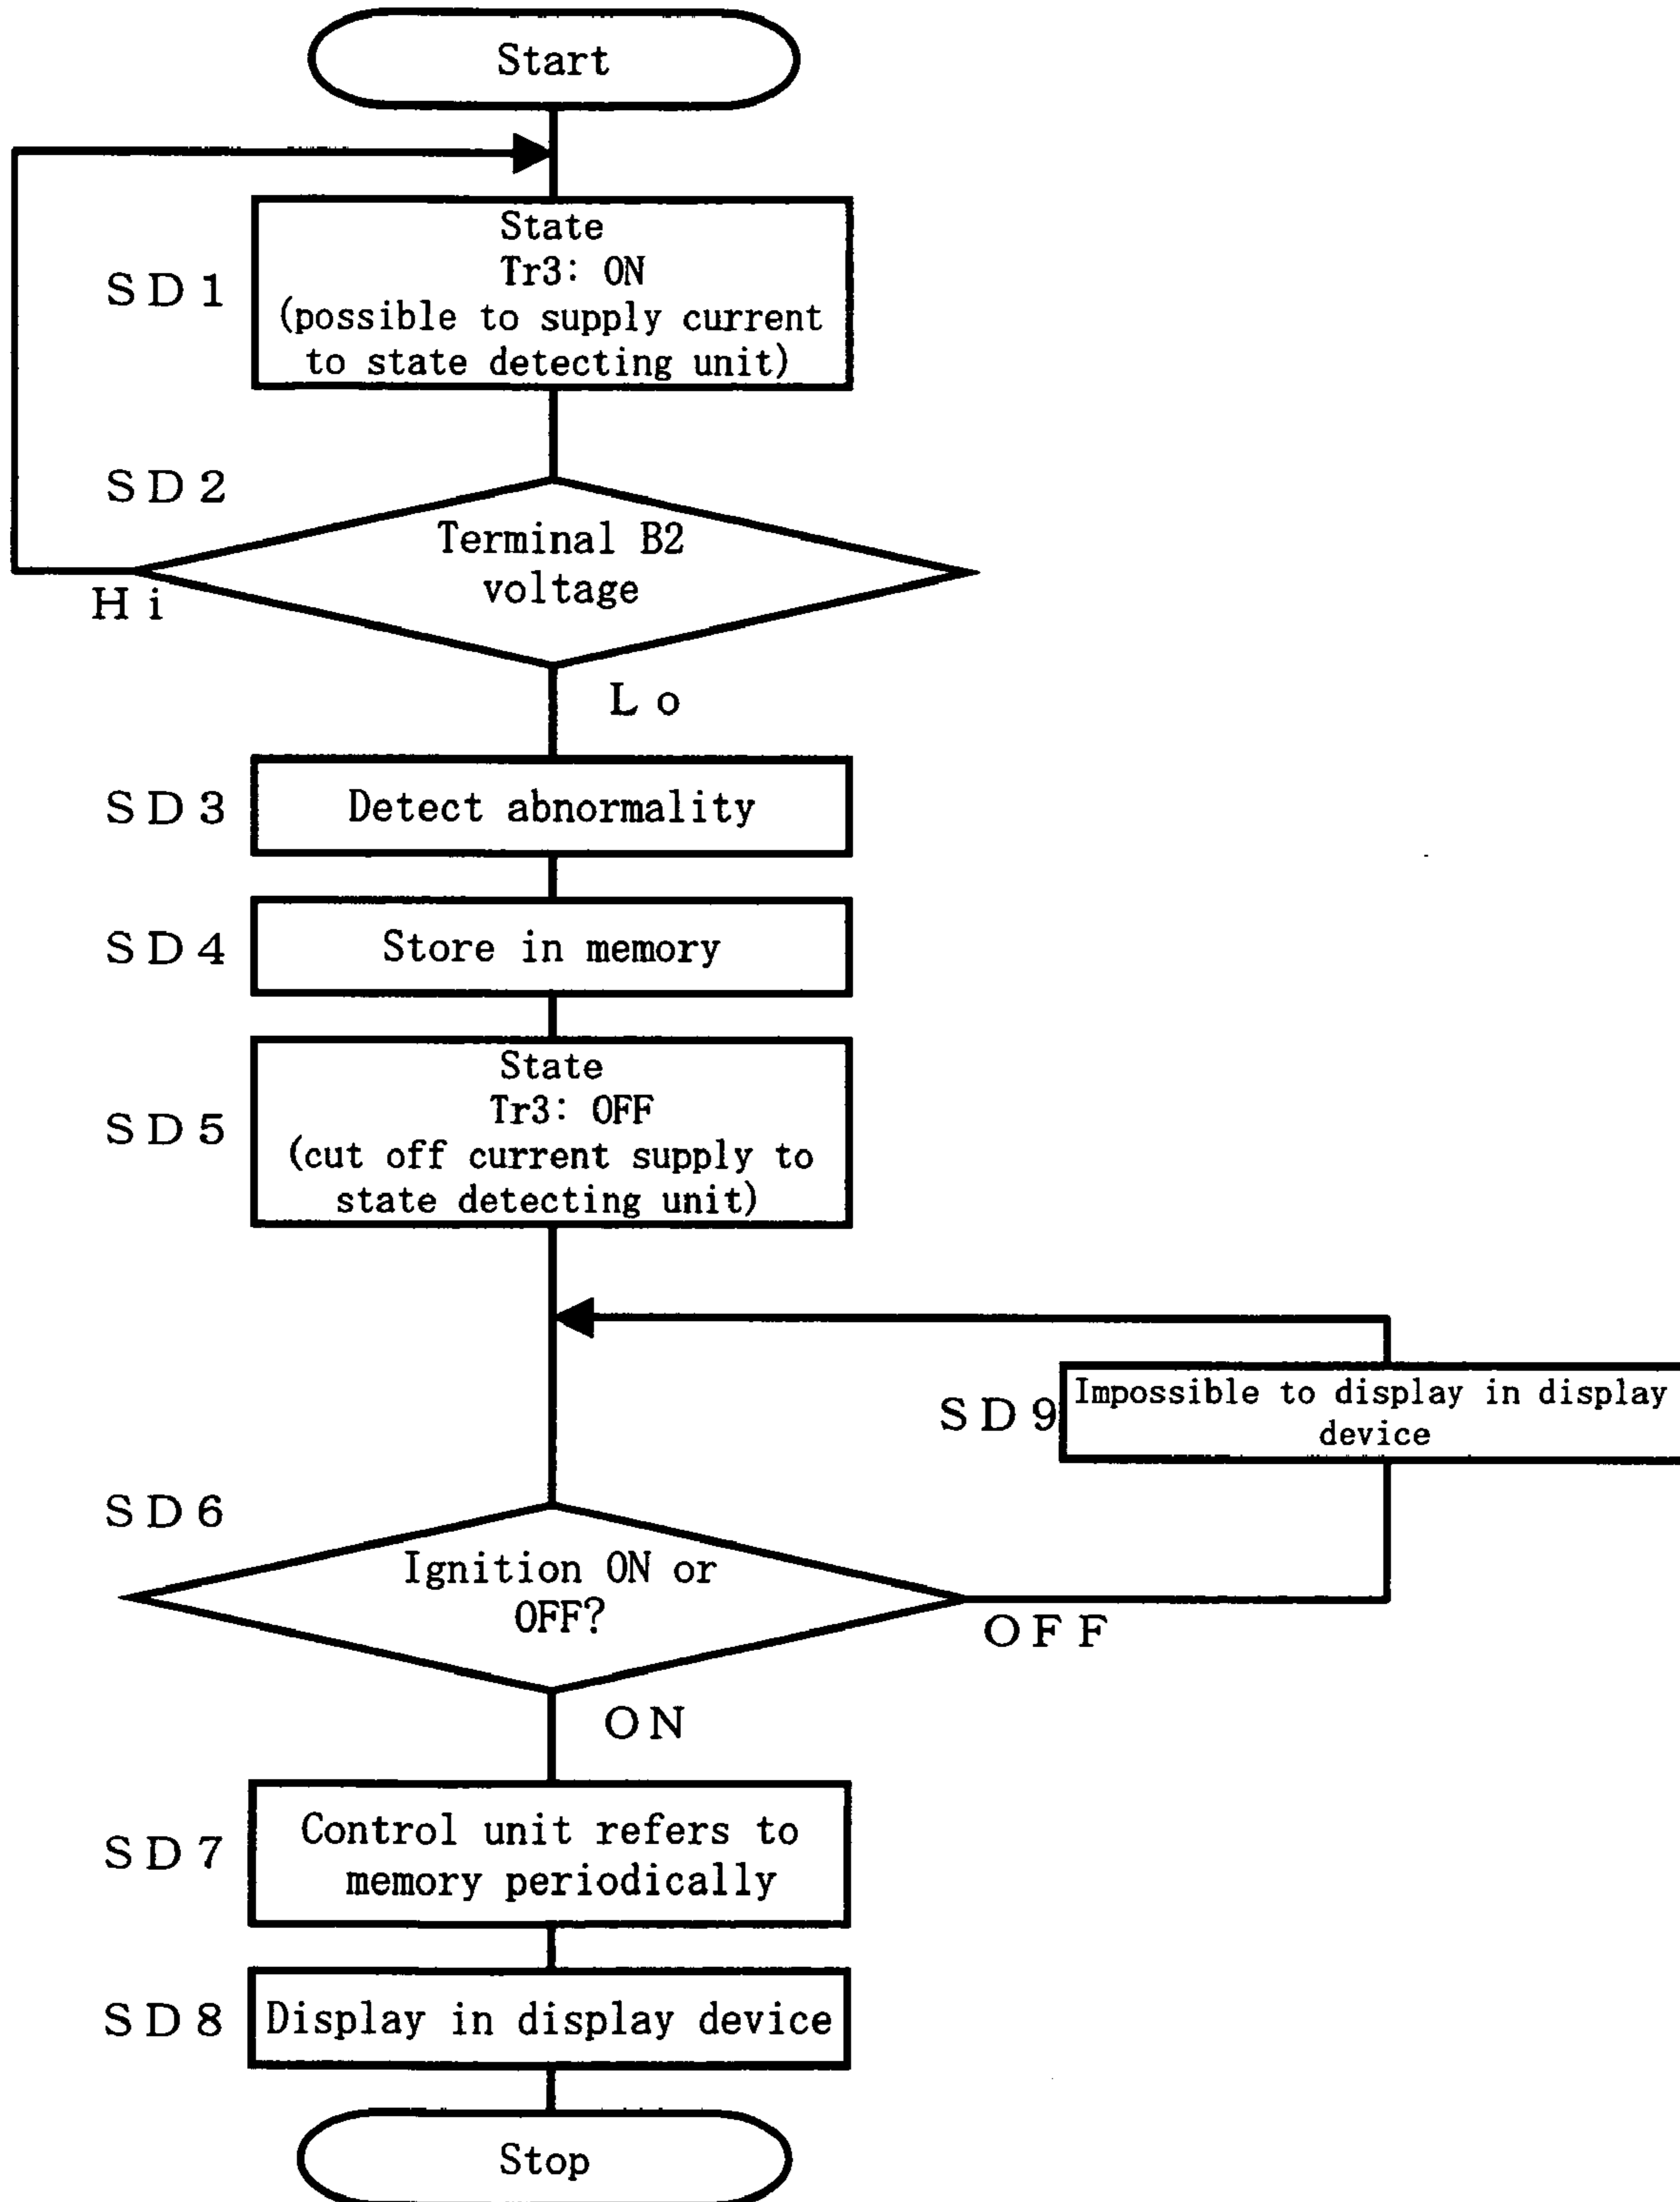 Start
SD1
State
Tr3: ON
(possible to supply current
to state detecting unit)
SD2
Terminal B2
voltage
Hi
Lo
SD3
Detect abnormality
SD4
Store in memory
SD5
State
Tr3: OFF
(cut off current supply to
state detecting unit)
SD9
Impossible to display in display
device
SD6
Ignition ON or
OFF?
OFF
ON
SD7
Control unit refers to
memory periodically
SD8
Display in display device
Stop